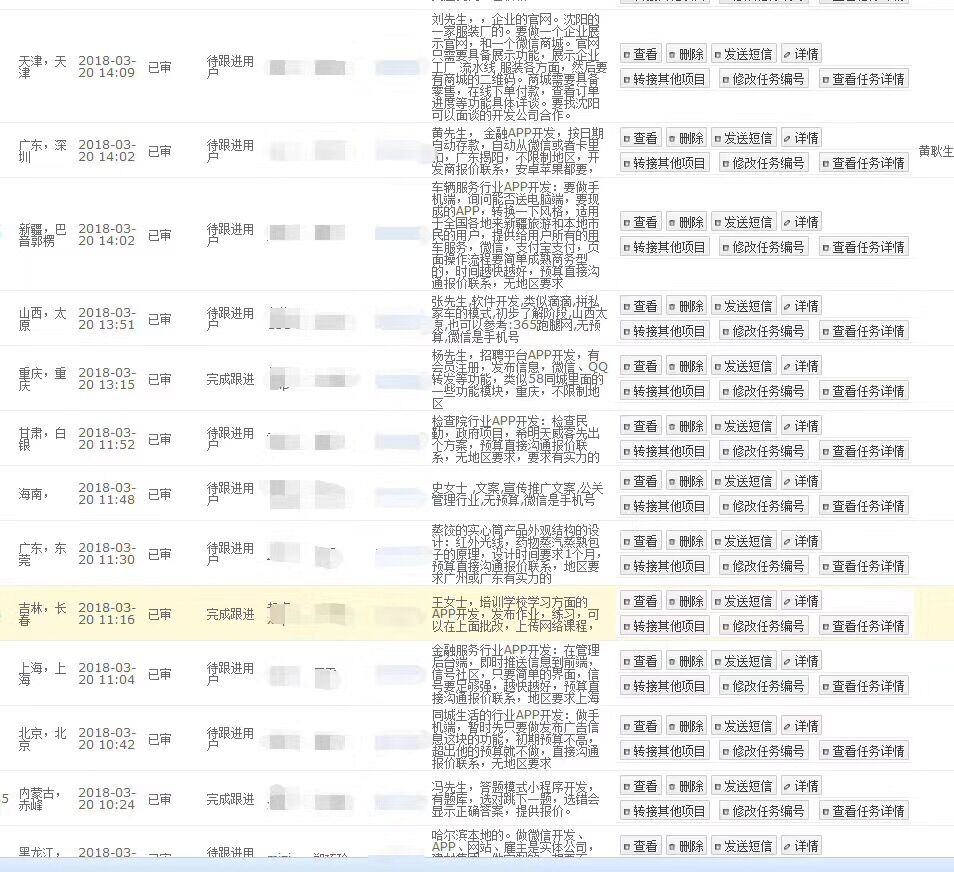 刘先生，，企业的官网。沈阳的
一家服装厂的。要做一个企业展
示官网，和一个微信商城。官网
只需要具备展示功能，展示企业
工厂 流水线 服装各方面，然后要
有商城的二维码。商城需要具备
零售，在线下单付款，查看订单
进度等功能具体详谈。要找沈阳
可以面谈的开发公司合作。
天津，天
津
2018-03-
20 14:09
已审
待跟进用
户
查看 删除 发送短信 详情
转接其他项目 修改任务编号 查看任务详情
广东，深
圳
2018-03-
20 14:02
已审
待跟进用
户
黄先生， 金融APP开发，按日期
自动存款，自动从微信或者卡里
扣，广东揭阳，不限制地区，开
发商报价联系，安卓苹果都要，
查看 删除 发送短信 详情
转接其他项目 修改任务编号 查看任务详情
黄耿生
新疆，巴
音郭楞
2018-03-
20 14:02
已审
待跟进用
户
车辆服务行业APP开发：要做手
机端，询问能否送电脑端，要现
成的APP，转换一下风格，适用
于全国各地来新疆旅游和本地市
民的用户，提供给用户所有的用
车服务，微信，支付宝支付，页
面操作流程要简单成熟商务型
的，时间越快越好，预算直接沟
通报价联系，无地区要求
查看 删除 发送短信 详情
转接其他项目 修改任务编号 查看任务详情
山西，太
原
2018-03-
20 13:51
已审
待跟进用
户
张先生,软件开发,类似滴滴,拼私
家车的模式,初步了解阶段,山西太
原,也可以参考:365跑腿网,无预
算,微信是手机号
查看 删除 发送短信 详情
转接其他项目 修改任务编号 查看任务详情
重庆，重
庆
2018-03-
20 13:15
已审
完成跟进
杨先生，招聘平台APP开发，有
会员注册，发布信息，微信、QQ
转发等功能，类似58同城里面的
一些功能模块，重庆，不限制地
区
查看 删除 发送短信 详情
转接其他项目 修改任务编号 查看任务详情
甘肃，白
银
2018-03-
20 11:52
已审
待跟进用
户
检查院行业APP开发：检查民
勤，政府项目，希明天威客先出
个方案，预算直接沟通报价联
系，无地区要求，要求有实力的
查看 删除 发送短信 详情
转接其他项目 修改任务编号 查看任务详情
海南，
2018-03-
20 11:48
已审
待跟进用
户
史女士 ,文案,宣传推广文案,公关
管理行业,无预算,微信是手机号
查看 删除 发送短信 详情
转接其他项目 修改任务编号 查看任务详情
广东，东
莞
2018-03-
20 11:30
已审
待跟进用
户
蒸饺的实心筒产品外观结构的设
计：红外光线，药物蒸汽蒸熟包
子的原理，设计时间要求1个月，
预算直接沟通报价联系，地区要
求广州或广东有实力的
查看 删除 发送短信 详情
转接其他项目 修改任务编号 查看任务详情
吉林，长
春
2018-03-
20 11:16
已审
完成跟进
王女士，培训学校学习方面的
APP开发，发布作业，练习，可
以在上面批改，上传网络课程，
查看 删除 发送短信 详情
转接其他项目 修改任务编号 查看任务详情
上海，上
海
2018-03-
20 11:04
已审
待跟进用
户
金融服务行业APP开发：在管理
后台端，即时推送信息到前端，
信号社区，只要简单的界面，信
号要足够强，越快越好，预算直
接沟通报价联系，地区要求上海
查看 删除 发送短信 详情
转接其他项目 修改任务编号 查看任务详情
北京，北
京
2018-03-
20 10:42
已审
待跟进用
户
同城生活的行业APP开发：做手
机端，暂时先只要做发布广告信
息这块的功能，初期预算不高，
超出他的预算就不做，直接沟通
报价联系，无地区要求
查看 删除 发送短信 详情
转接其他项目 修改任务编号 查看任务详情
5
内蒙古，
赤峰
2018-03-
20 10:24
已审
完成跟进
冯先生，答题模式小程序开发，
有题库，选对跳下一题，选错会
显示正确答案，提供报价。
查看 删除 发送短信 详情
转接其他项目 修改任务编号 查看任务详情
黑龙江，
2018-03-
待跟进用
哈尔滨本地的。做微信开发、
APP、网站、雇主是实体公司，
查看 删除 发送短信 详情